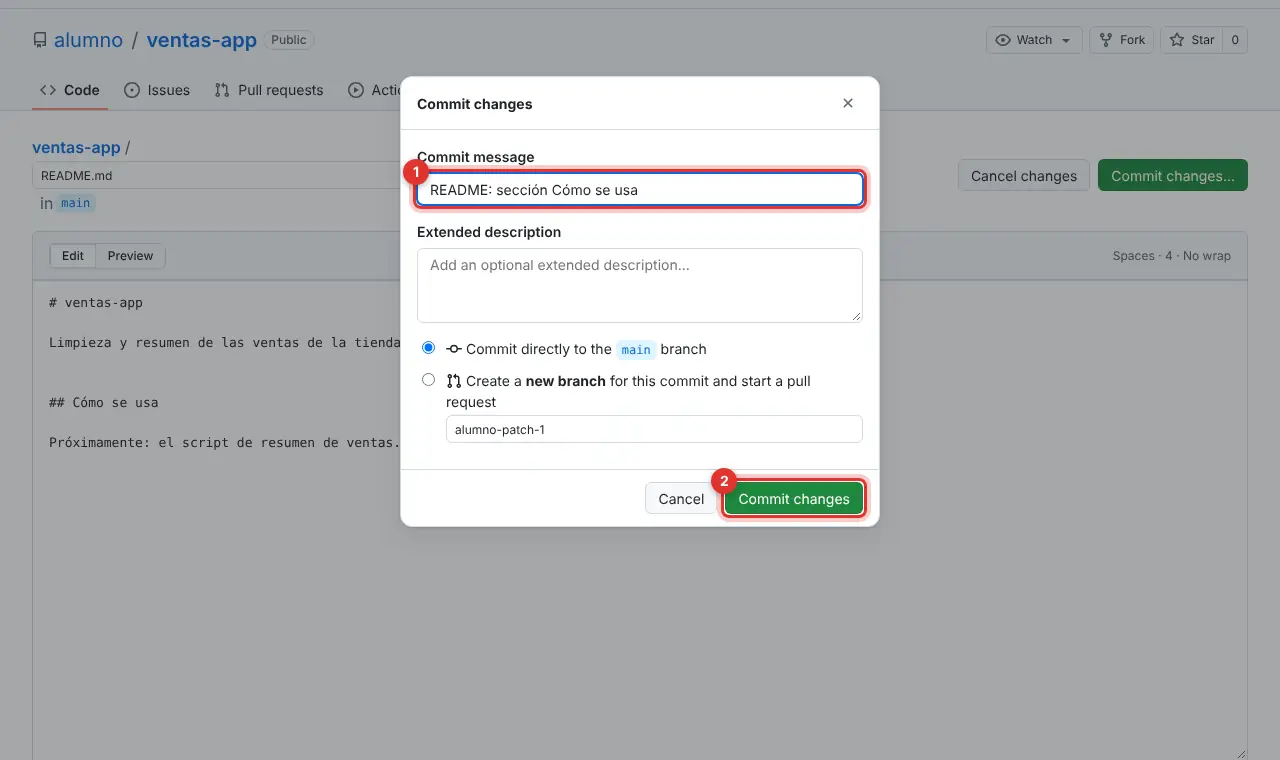 alumno / ventas-app Public
Watch Fork Star 0
Code Issues Pull requests
Commit changes
ventas-app /
README.md
in main
Cancel changes Commit changes...
Commit message
1
README: sección Cómo se usa
Extended description
Add an optional extended description...
Edit Preview
Spaces · 4 · No wrap
# ventas-app
Limpieza y resumen de las ventas de la tienda
## Cómo se usa
Próximamente: el script de resumen de ventas.
Commit directly to the main branch
Create a new branch for this commit and start a pull
request
alumno-patch-1
2
Cancel Commit changes